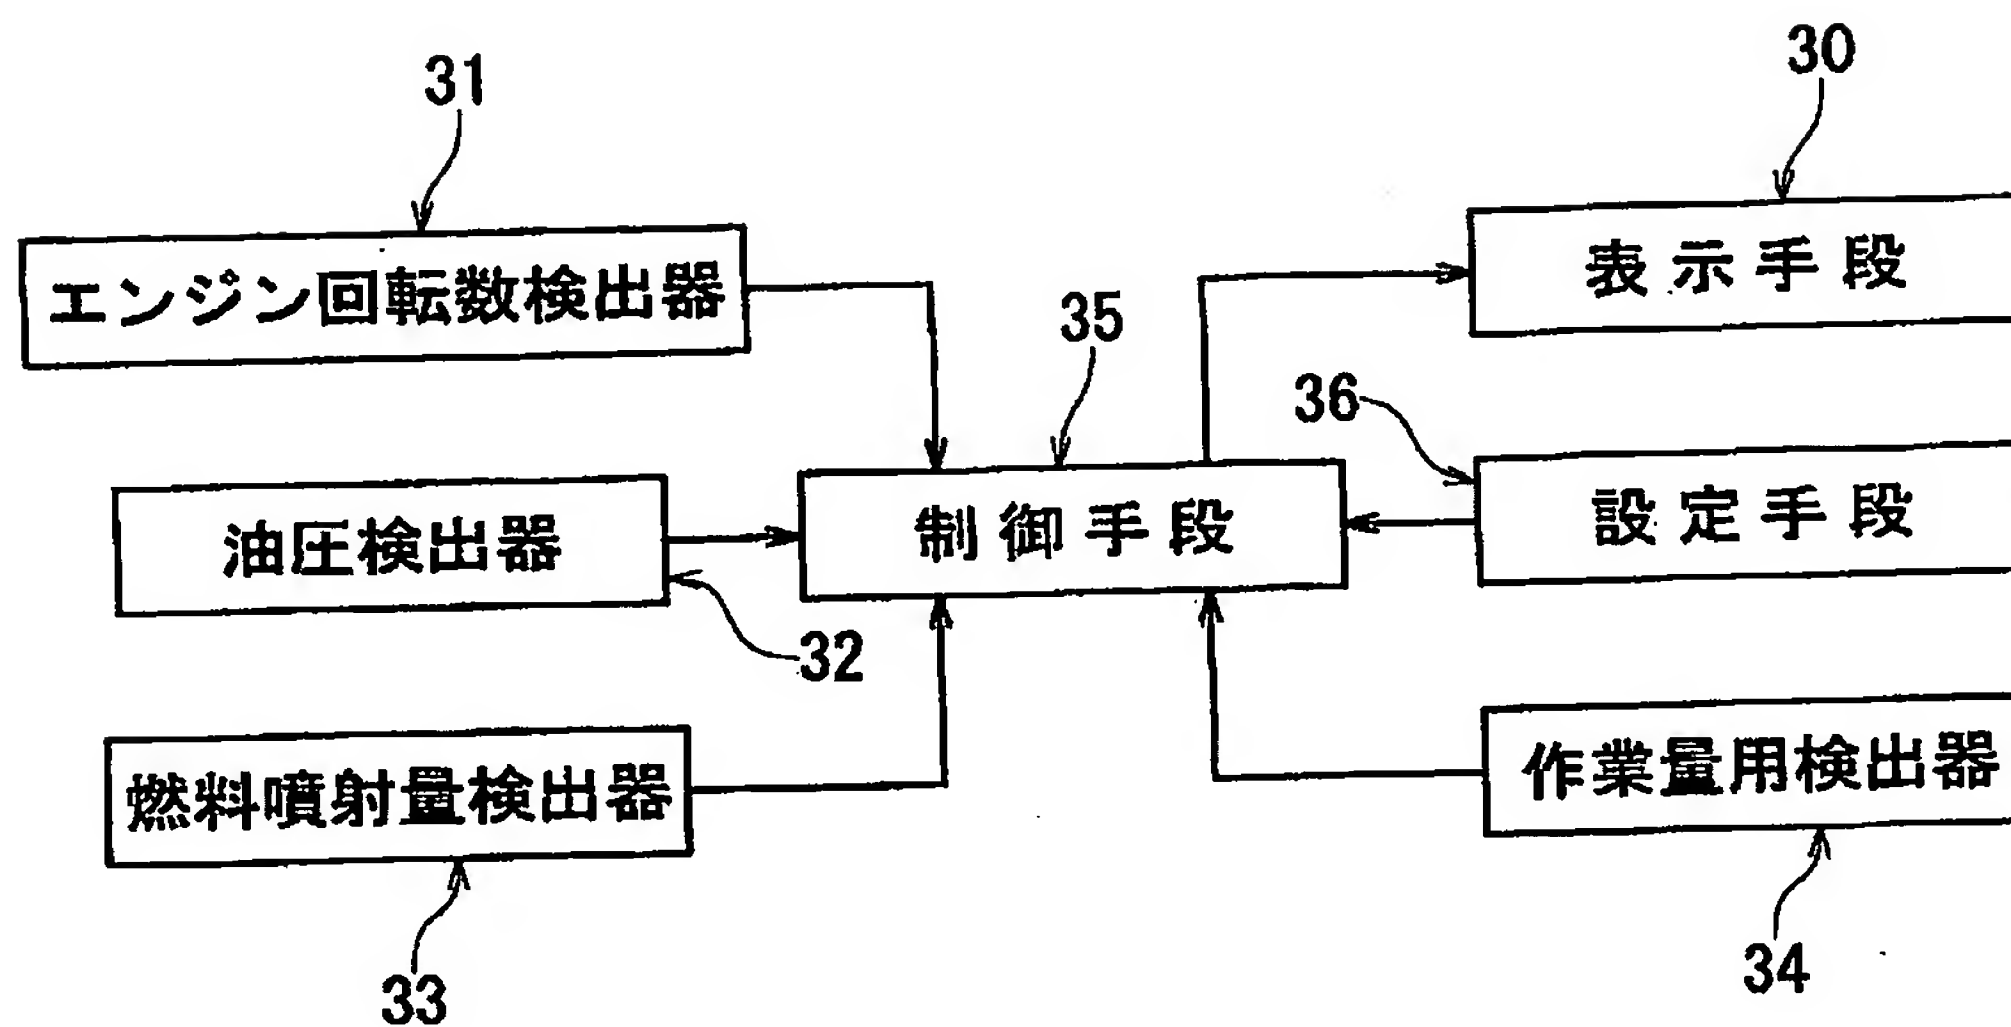 31
30
エンジン回転数検出器
表示手段
35
36
油圧検出器
制御手段
設定手段
32
燃料噴射量検出器
作業量用検出器
33
34